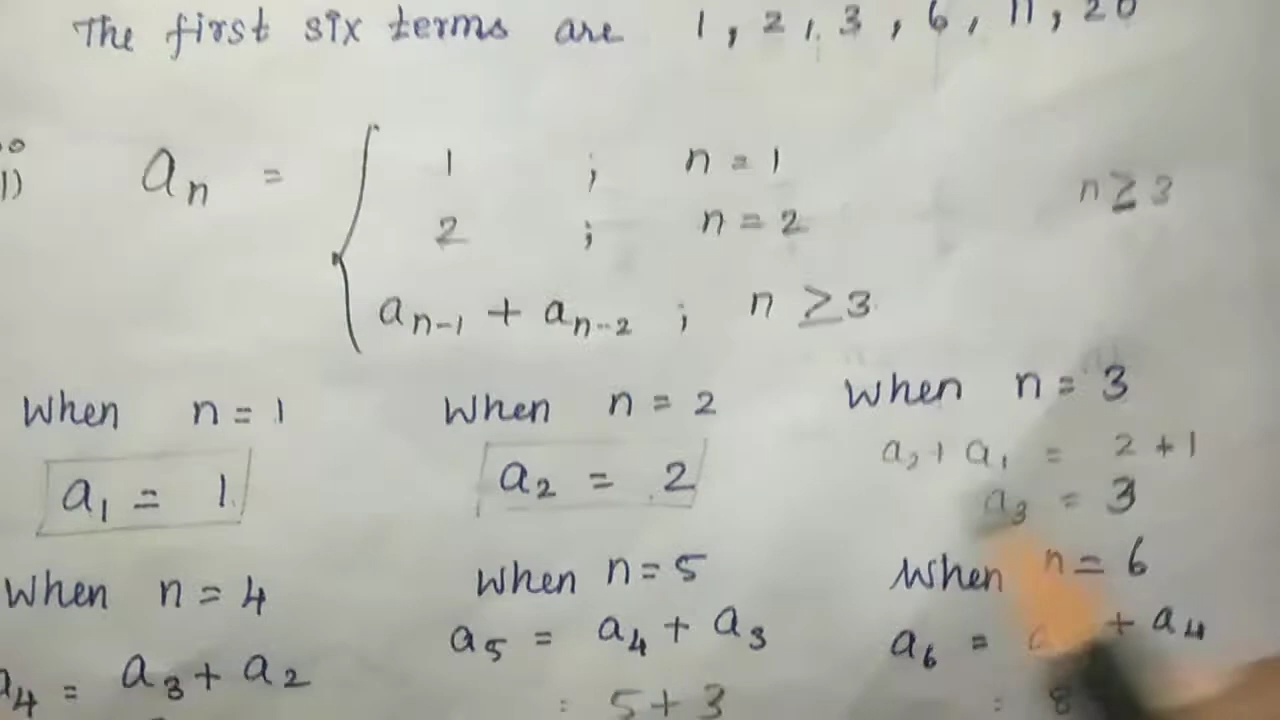 The first six terms are 1, 2, 3, 6, 11, 20
1)
aₙ = { 1 ; n = 1
2 ; n = 2
aₙ₋₁ + aₙ₋₂ ; n ≥ 3
n ≥ 3
When n = 1
a₁ = 1
When n = 2
a₂ = 2
When n = 3
a₂ + a₁ = 2 + 1
a₃ = 3
When n = 4
a₄ = a₃ + a₂
When n = 5
a₅ = a₄ + a₃
= 5 + 3
When n = 6
a₆ = + a₄
= 8